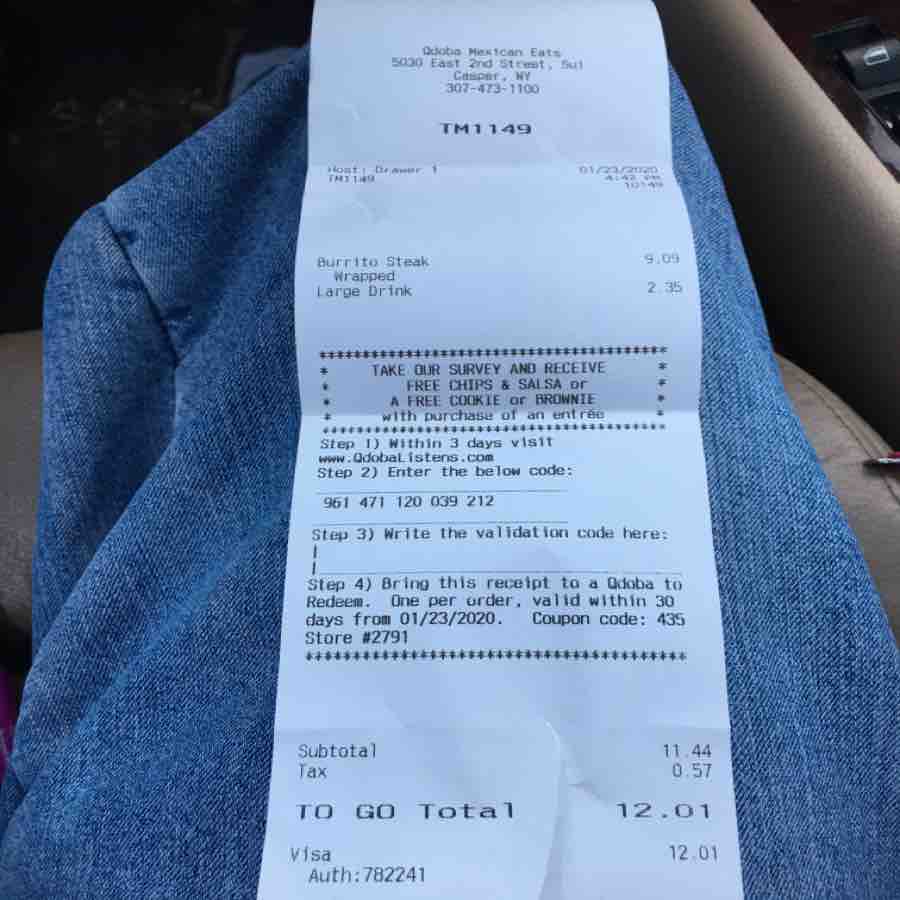 Qdoba Mexican Eats
5030 East 2nd Street, Sui
Casper, WY
307-473-1100
TM1149
Host: Drawer 1 01/23/2020
TM1149 4:42 PM
10149
Burrito Steak 9.09
Wrapped
Large Drink 2.35
******************************************
* TAKE OUR SURVEY AND RECEIVE *
* FREE CHIPS & SALSA or *
* A FREE COOKIE or BROWNIE *
* with purchase of an entrée *
******************************************
Step 1) Within 3 days visit
www.QdobaListens.com
Step 2) Enter the below code:
961 471 120 039 212
Step 3) Write the validation code here:
|
|
Step 4) Bring this receipt to a Qdoba to
Redeem. One per order, valid within 30
days from 01/23/2020. Coupon code: 435
Store #2791
******************************************
Subtotal 11.44
Tax 0.57
TO GO Total 12.01
Visa 12.01
Auth:782241